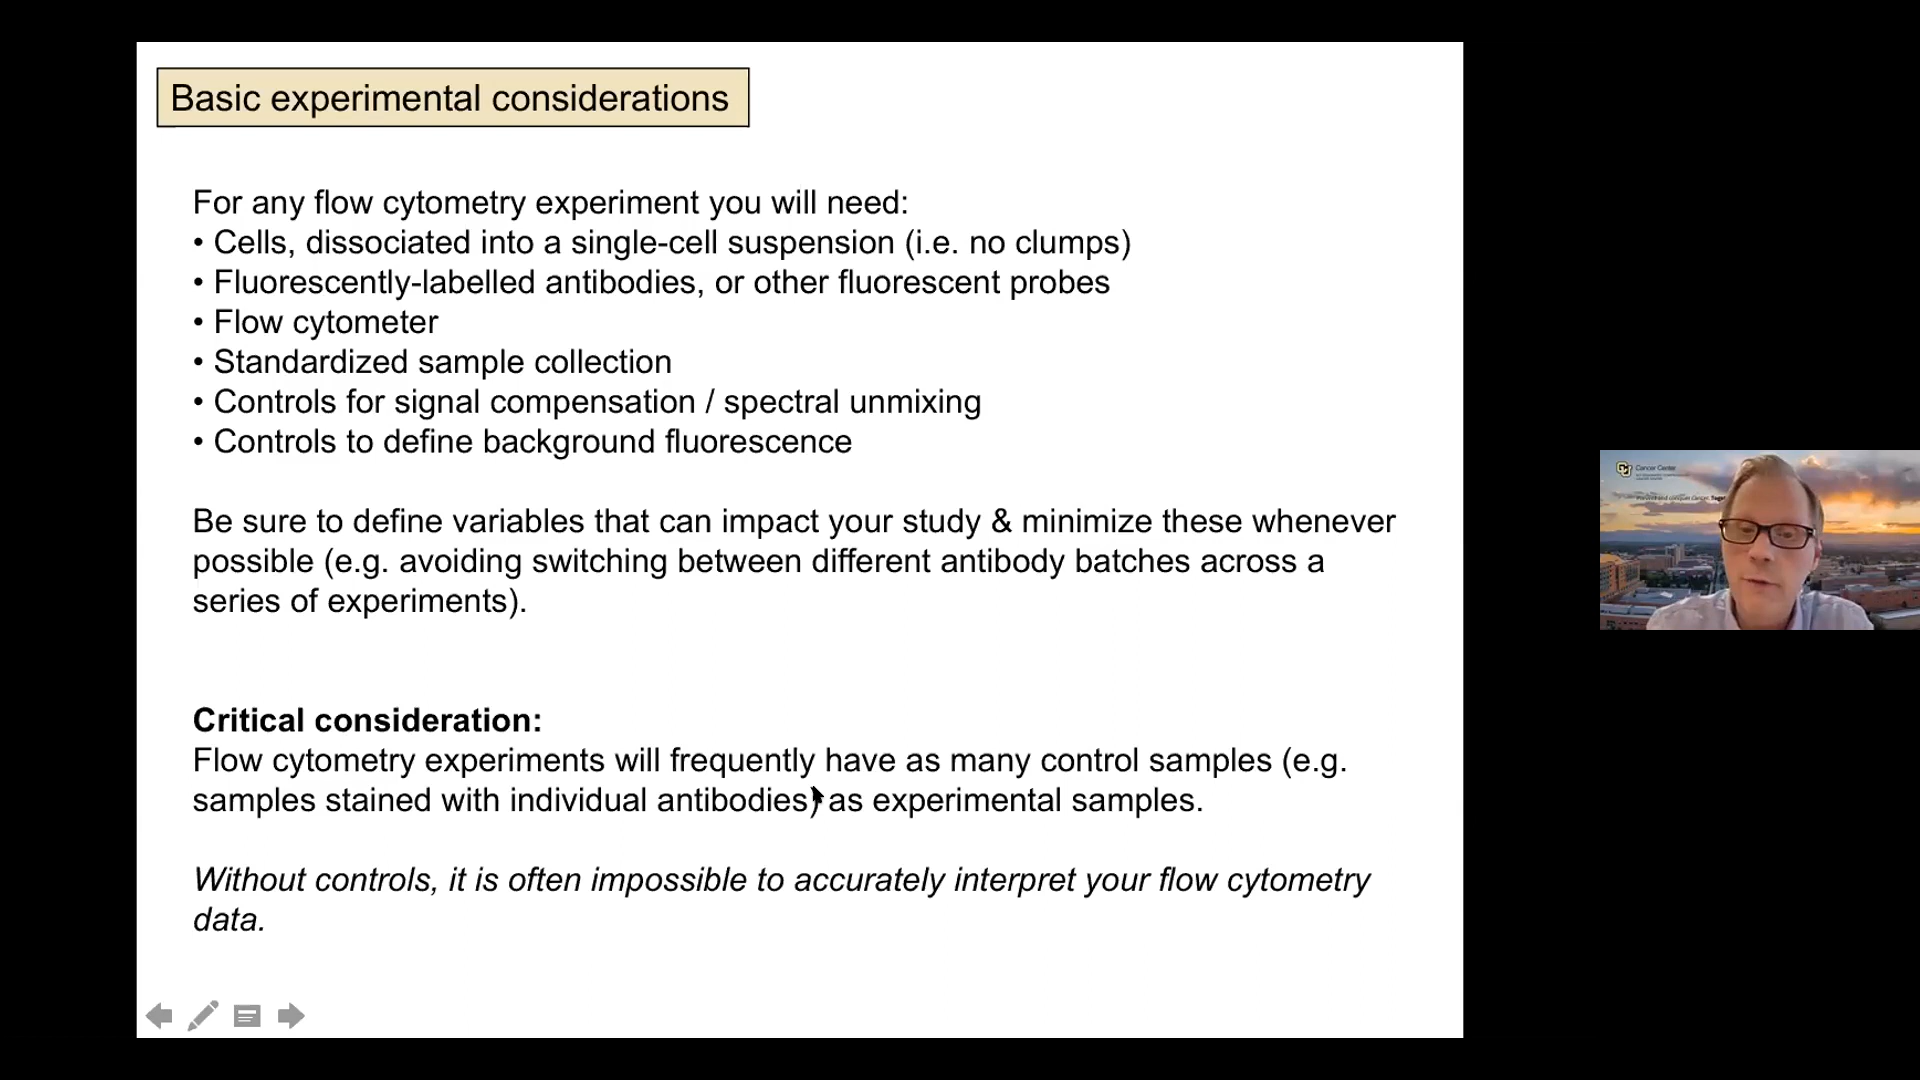 Basic experimental considerations
For any flow cytometry experiment you will need:
• Cells, dissociated into a single-cell suspension (i.e. no clumps)
• Fluorescently-labelled antibodies, or other fluorescent probes
• Flow cytometer
• Standardized sample collection
• Controls for signal compensation / spectral unmixing
• Controls to define background fluorescence
Be sure to define variables that can impact your study & minimize these whenever
possible (e.g. avoiding switching between different antibody batches across a
series of experiments).
Critical consideration:
Flow cytometry experiments will frequently have as many control samples (e.g.
samples stained with individual antibodies) as experimental samples.
Without controls, it is often impossible to accurately interpret your flow cytometry
data.
Cancer Center